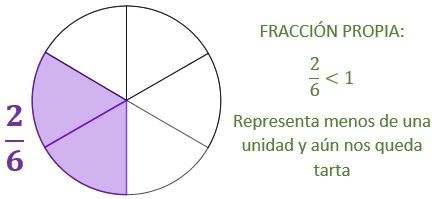 2/6
FRACCIÓN PROPIA:
2/6 < 1
Representa menos de una
unidad y aún nos queda
tarta